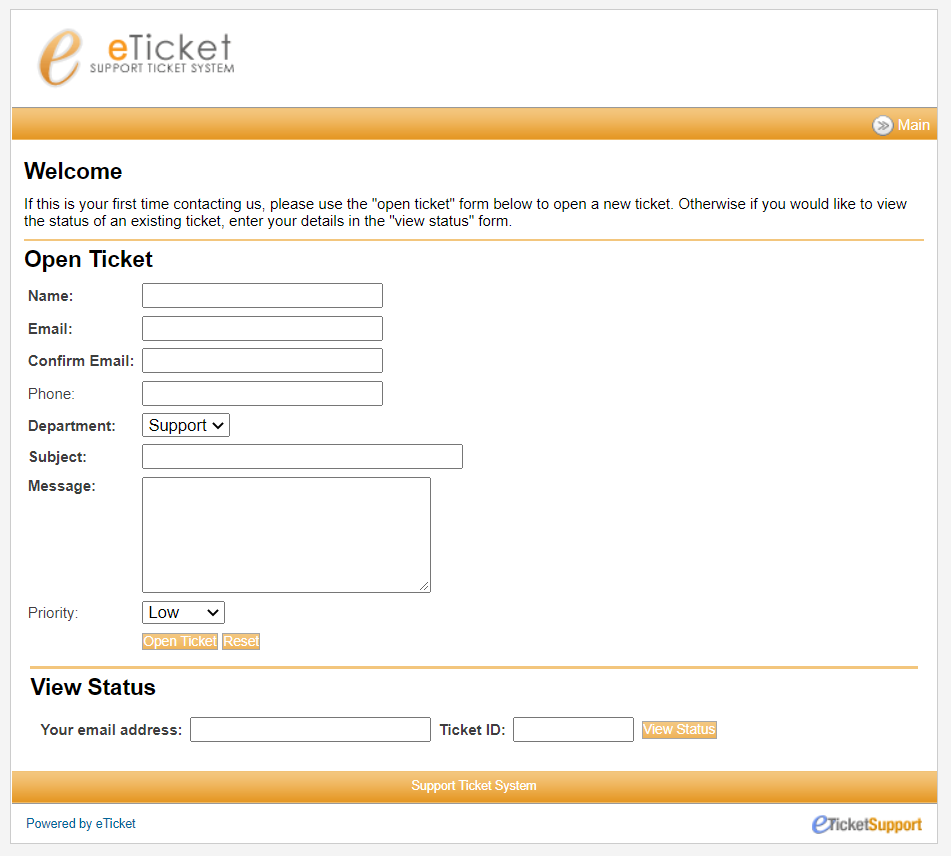 e eTicket
SUPPORT TICKET SYSTEM
Main
Welcome
If this is your first time contacting us, please use the "open ticket" form below to open a new ticket. Otherwise if you would like to view
the status of an existing ticket, enter your details in the "view status" form.
Open Ticket
Name:
Email:
Confirm Email:
Phone:
Department: Support
Subject:
Message:
Priority: Low
Open Ticket Reset
View Status
Your email address: Ticket ID: View Status
Support Ticket System
Powered by eTicket eTicketSupport